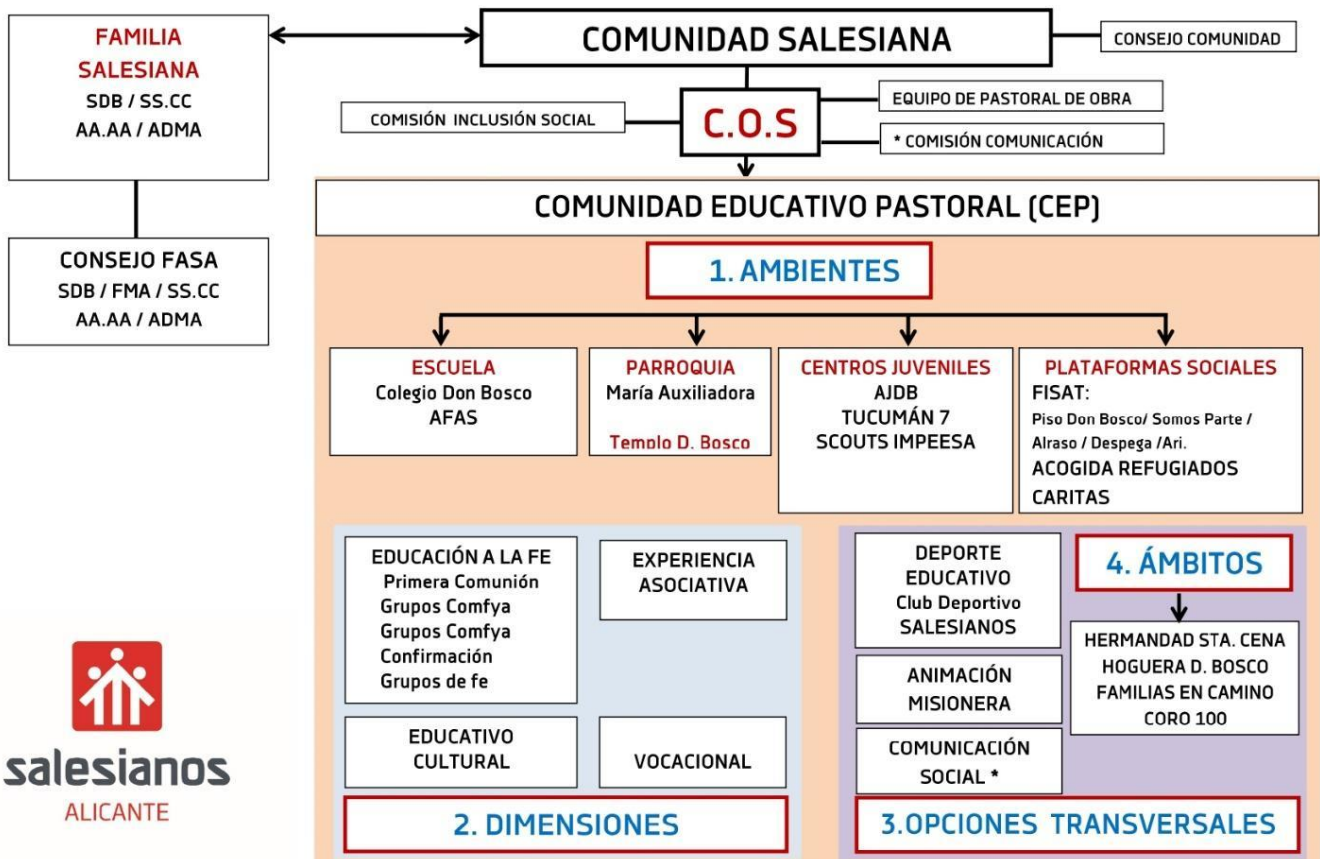 FAMILIA
SALESIANA
SDB / SS.CC
AA.AA / ADMA
COMUNIDAD SALESIANA
CONSEJO COMUNIDAD
COMISIÓN INCLUSIÓN SOCIAL
C.O.S
EQUIPO DE PASTORAL DE OBRA
* COMISIÓN COMUNICACIÓN
CONSEJO FASA
SDB / FMA / SS.CC
AA.AA / ADMA
COMUNIDAD EDUCATIVO PASTORAL (CEP)
1. AMBIENTES
ESCUELA
Colegio Don Bosco
AFAS
PARROQUIA
María Auxiliadora
Templo D. Bosco
CENTROS JUVENILES
AJDB
TUCUMÁN 7
SCOUTS IMPEESA
PLATAFORMAS SOCIALES
FISAT:
Piso Don Bosco/ Somos Parte /
Alraso / Despega /Ari.
ACOGIDA REFUGIADOS
CARITAS
EDUCACIÓN A LA FE
Primera Comunión
Grupos Comfya
Grupos Comfya
Confirmación
Grupos de fe
EXPERIENCIA
ASOCIATIVA
EDUCATIVO
CULTURAL
VOCACIONAL
2. DIMENSIONES
DEPORTE
EDUCATIVO
Club Deportivo
SALESIANOS
ANIMACIÓN
MISIONERA
COMUNICACIÓN
SOCIAL *
4. ÁMBITOS
HERMANDAD STA. CENA
HOGUERA D. BOSCO
FAMILIAS EN CAMINO
CORO 100
3.OPCIONES TRANSVERSALES
salesianos
ALICANTE